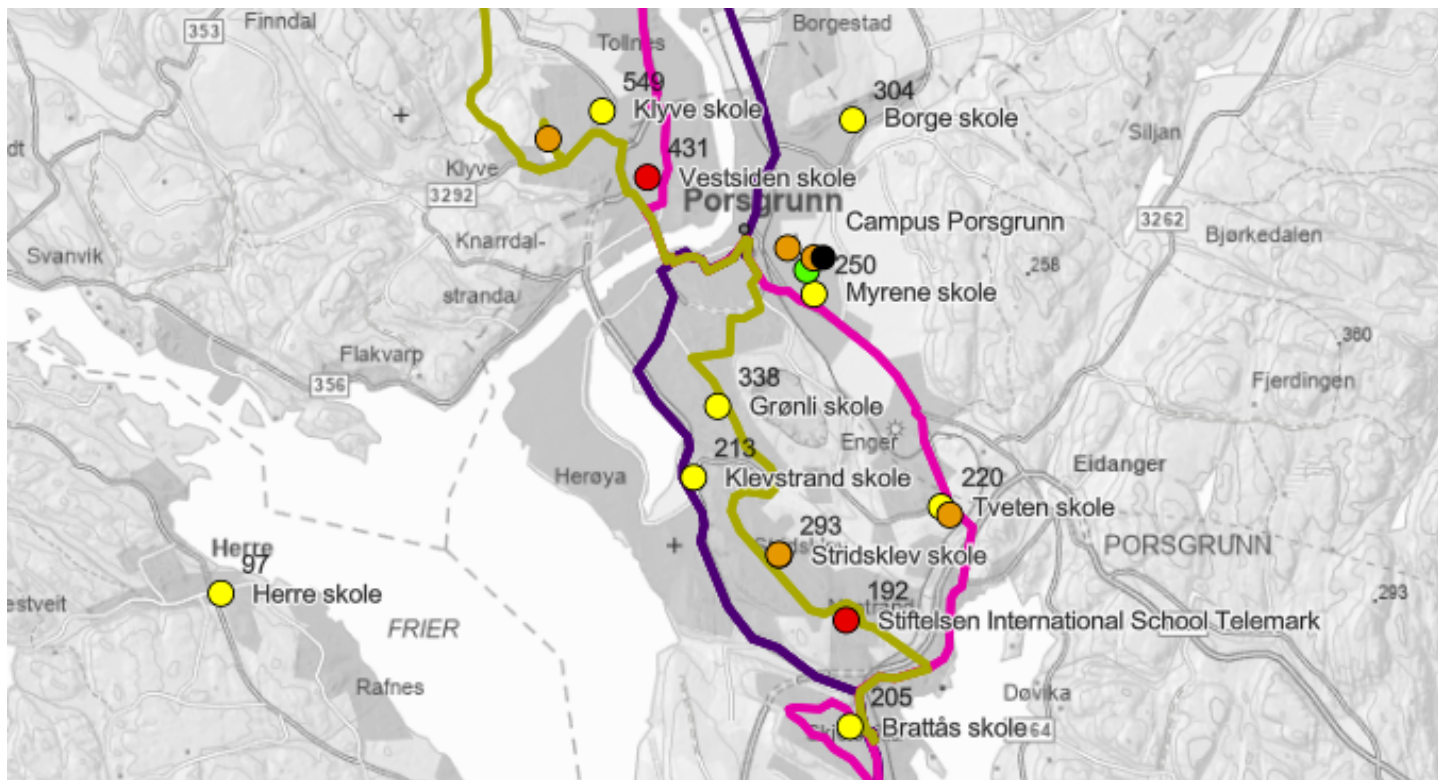 Finndal
353
Tollnes
Borgestad
549
Klyve skole
304
Borge skole
Siljan
dt
Klyve
431
Vestsiden skole
3292
Porsgrunn
Campus Porsgrunn
3262
Bjørkedalen
Knarrdal-
stranda
Svanvik
250
Myrene skole
258
360
Flakvarp
356
338
Grønli skole
Fjerdingen
Enger
213
Klevstrand skole
Herøya
Eidanger
220
Tveten skole
293
Stridsklev skole
PORSGRUNN
Herre
97
Herre skole
estveit
192
Stiftelsen International School Telemark
293
FRIER
Rafnes
Døvika
205
Brattås skole
64